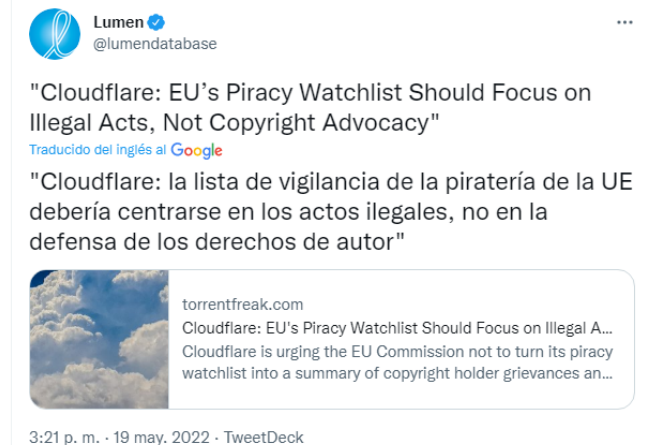 Lumen
@lumendatabase
"Cloudflare: EU's Piracy Watchlist Should Focus on
Illegal Acts, Not Copyright Advocacy"
Traducido del inglés al Google
"Cloudflare: la lista de vigilancia de la piratería de la UE
debería centrarse en los actos ilegales, no en la
defensa de los derechos de autor"
torrentfreak.com
Cloudflare: EU's Piracy Watchlist Should Focus on Illegal A...
Cloudflare is urging the EU Commission not to turn its piracy
watchlist into a summary of copyright holder grievances an...
3:21 p. m. · 19 may. 2022 · TweetDeck